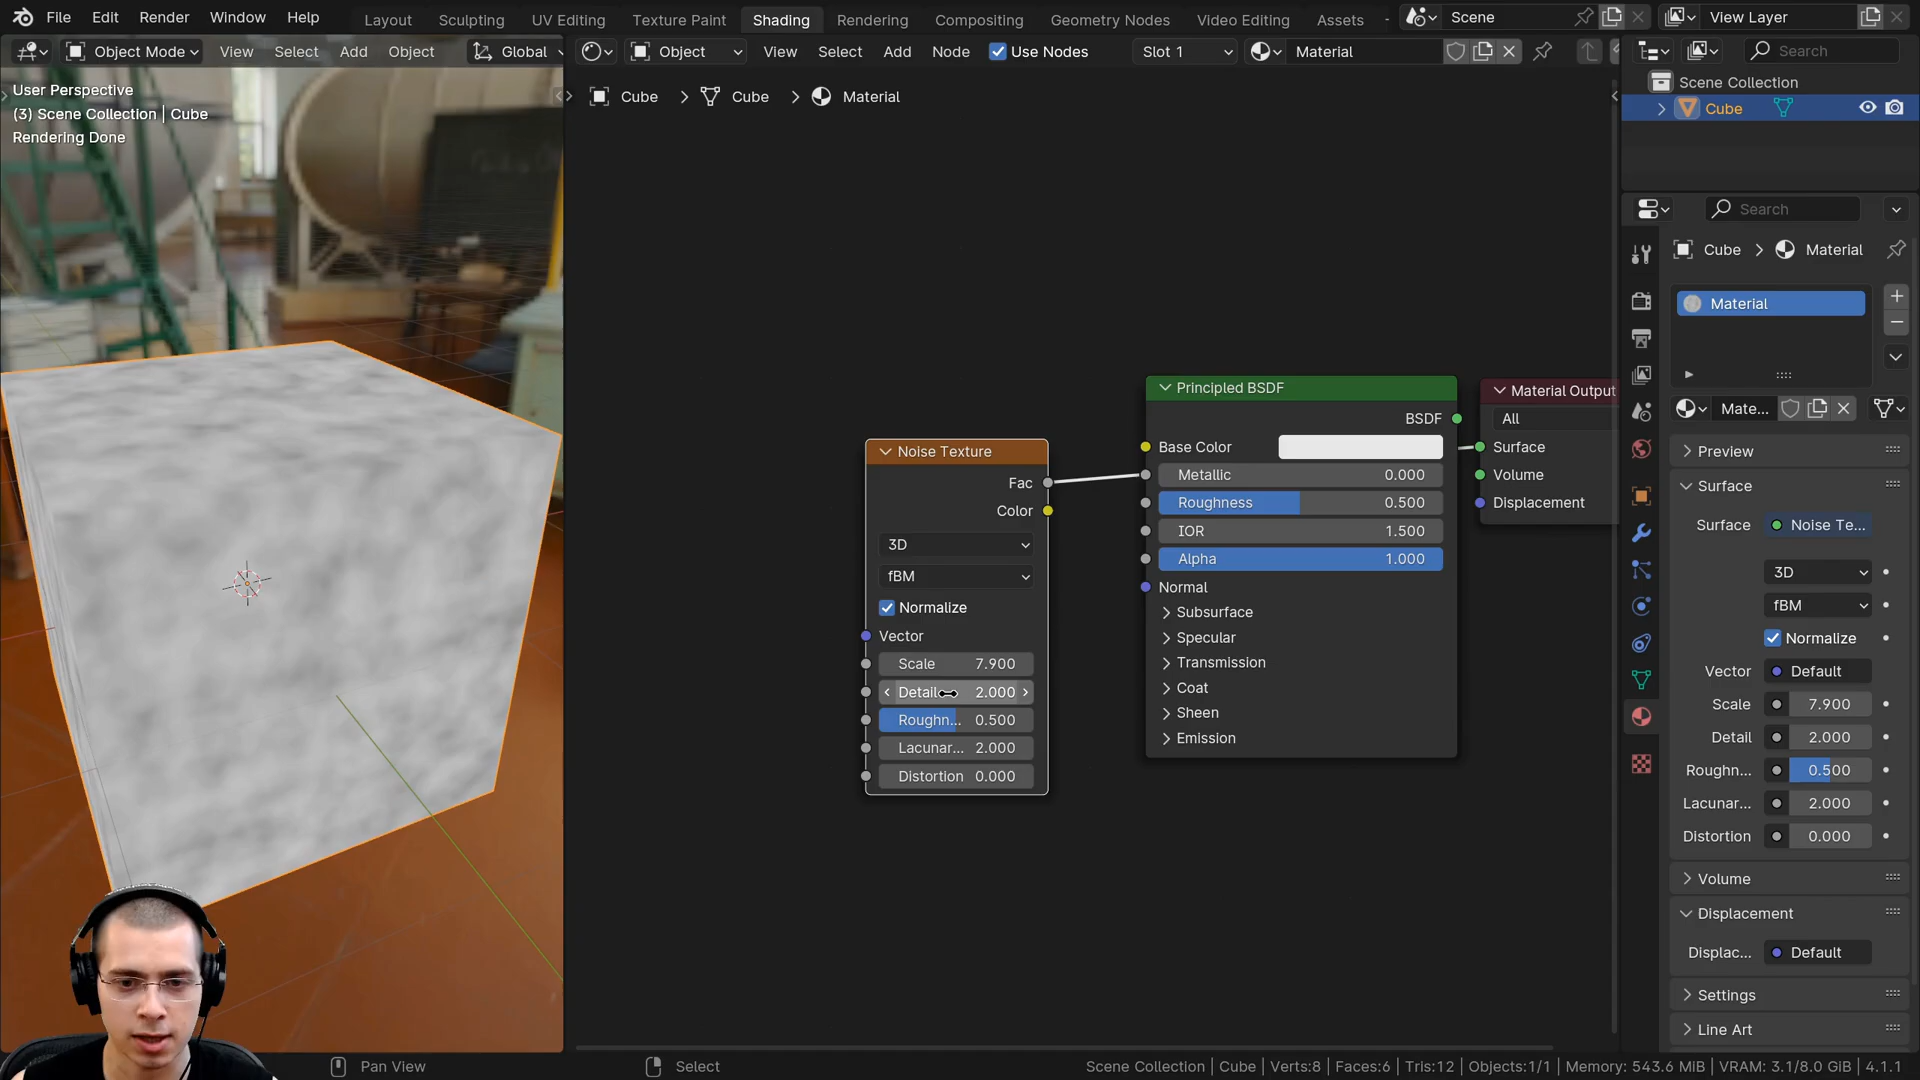 File Edit Render Window Help Layout Sculpting UV Editing Texture Paint Shading Rendering Compositing Geometry Nodes Video Editing Assets Scene View Layer
Object Mode View Select Add Object Global Object View Select Add Node Use Nodes Slot 1 Material Search
User Perspective
(3) Scene Collection | Cube
Rendering Done
Cube > Cube > Material
Scene Collection
Cube
Search
Cube > Material
Material
Mate...
Noise Texture
Fac
Color
3D
fBM
Normalize
Vector
Scale 7.900
Detail 2.000
Roughn... 0.500
Lacunar... 2.000
Distortion 0.000
Principled BSDF
BSDF
Base Color
Metallic 0.000
Roughness 0.500
IOR 1.500
Alpha 1.000
Normal
Subsurface
Specular
Transmission
Coat
Sheen
Emission
Material Output
All
Surface
Volume
Displacement
Preview
Surface
Surface Noise Te...
3D
fBM
Normalize
Vector Default
Scale 7.900
Detail 2.000
Roughn... 0.500
Lacunar... 2.000
Distortion 0.000
Volume
Displacement
Displac... Default
Settings
Line Art
Pan View Select Scene Collection | Cube | Verts:8 | Faces:6 | Tris:12 | Objects:1/1 | Memory: 543.6 MiB | VRAM: 3.1/8.0 GiB | 4.1.1